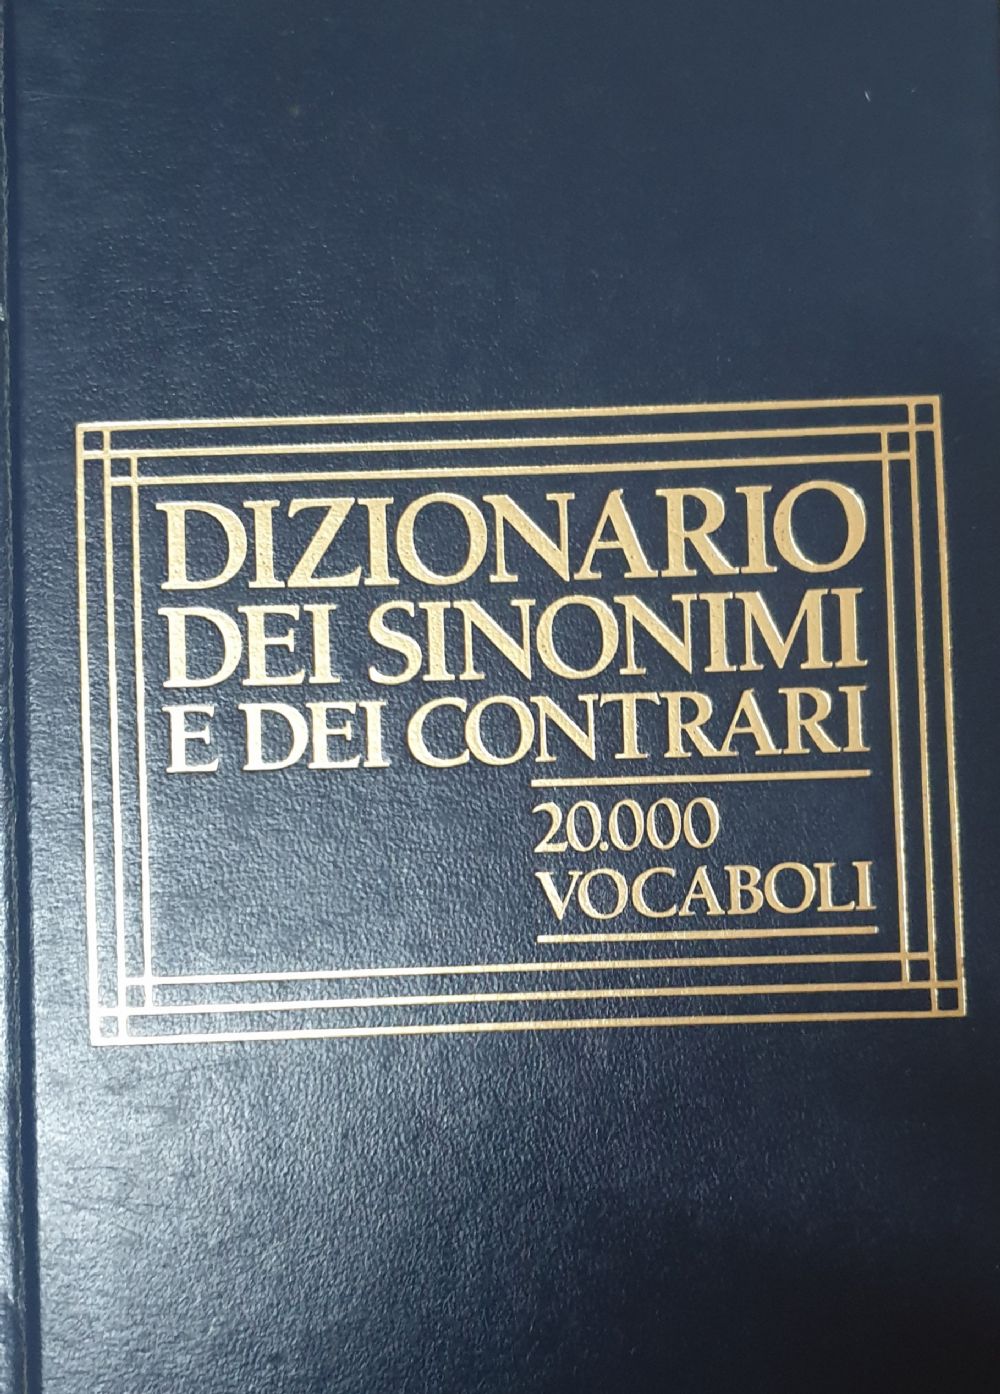 DIZIONARIO
DEI SINONIMI
E DEI CONTRARI
20.000
VOCABOLI